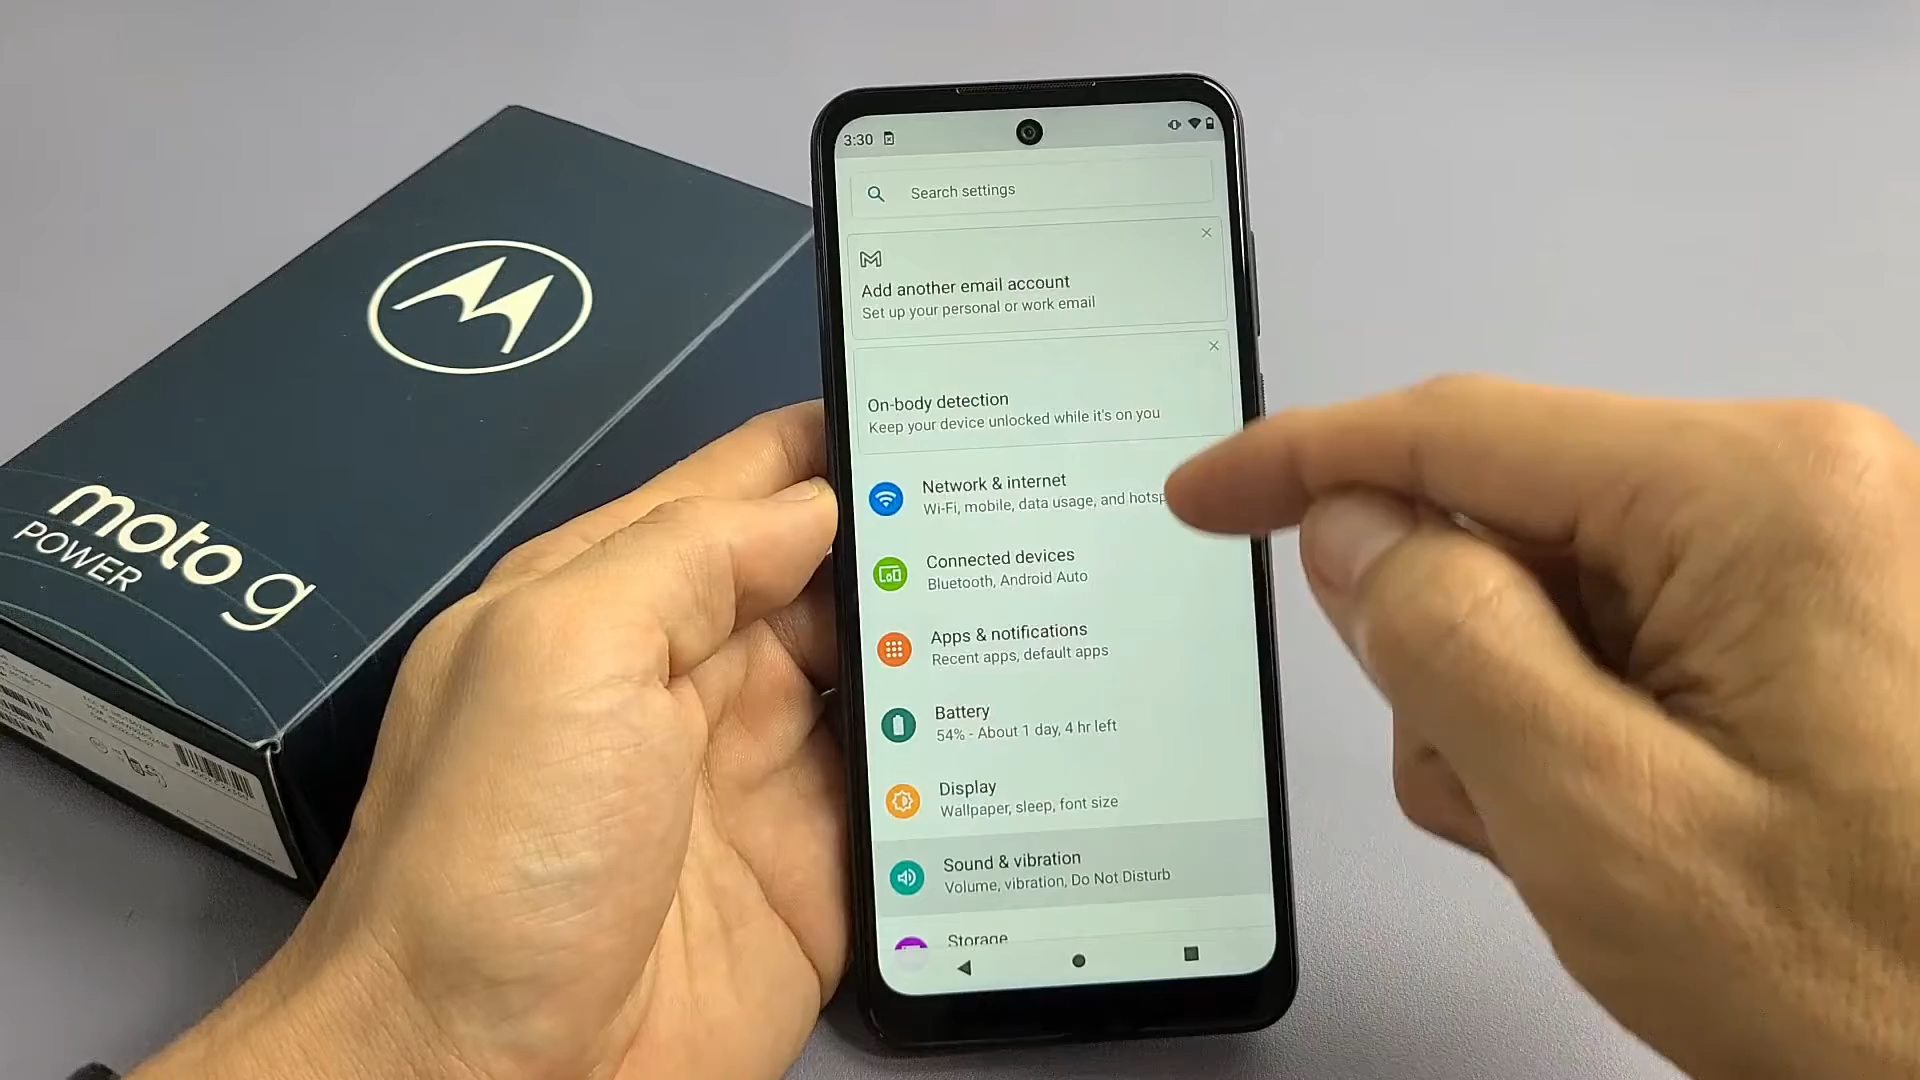 moto g
POWER
3:30
Search settings
Add another email account
Set up your personal or work email
On-body detection
Keep your device unlocked while it's on you
Network & internet
Wi-Fi, mobile, data usage, and hotsp
Connected devices
Bluetooth, Android Auto
Apps & notifications
Recent apps, default apps
Battery
54% - About 1 day, 4 hr left
Display
Wallpaper, sleep, font size
Sound & vibration
Volume, vibration, Do Not Disturb
Storage